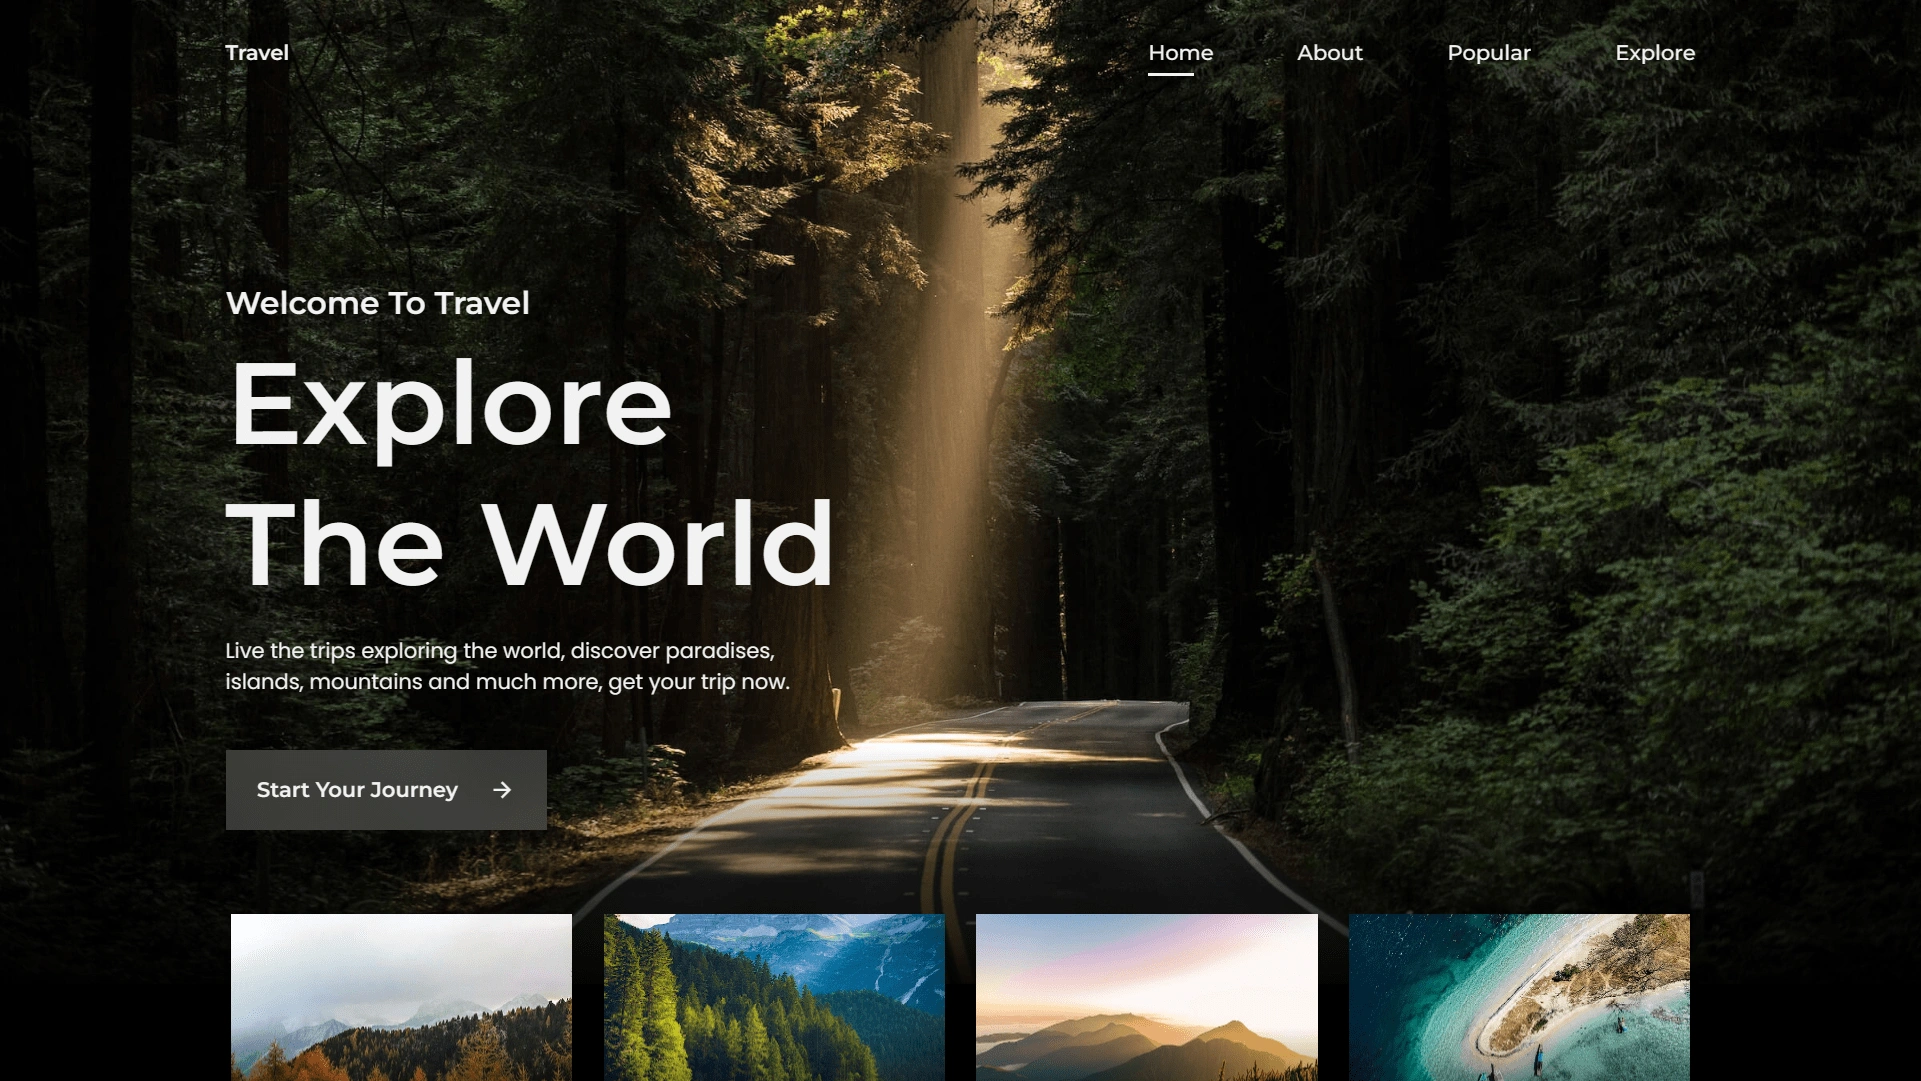 Travel
Home
About
Popular
Explore
Welcome To Travel
Explore
The World
Live the trips exploring the world, discover paradises,
islands, mountains and much more, get your trip now.
Start Your Journey →